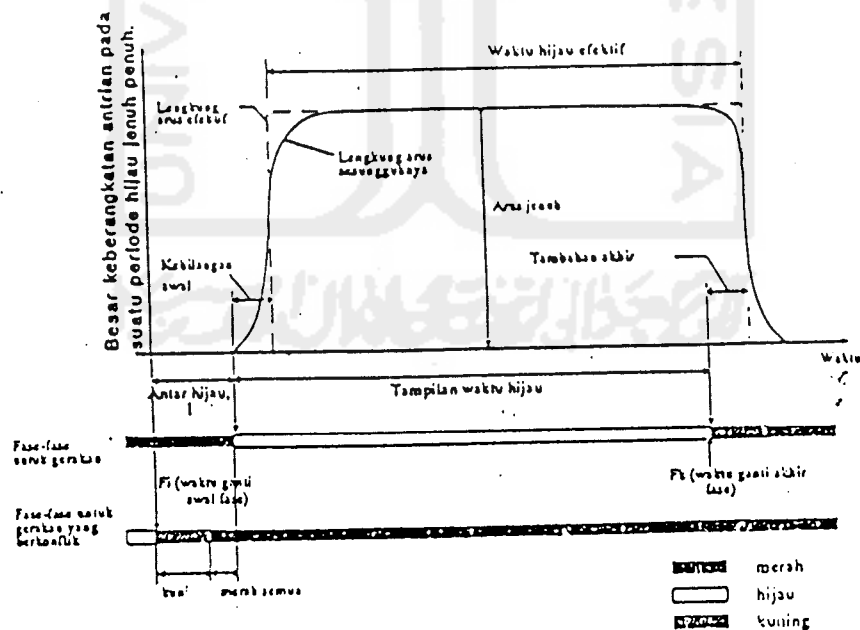 Besar keberangkatan antrian pada
suatu periode hijau jenuh penuh.
Waktu hijau efektif
Lengkung
arus efektif
Lengkung arus
sesungguhnya
Arus jenuh
Kehilangan
awal
Tambahan akhir
Waktu
Antar hijau,
I
Tampilan waktu hijau
Fase-fase
untuk gerakan
Fi (waktu ganti
awal fase)
Fk (waktu ganti akhir
fase)
Fase-fase untuk
gerakan yang
berkonflik
merah semua
merah
hijau
kuning